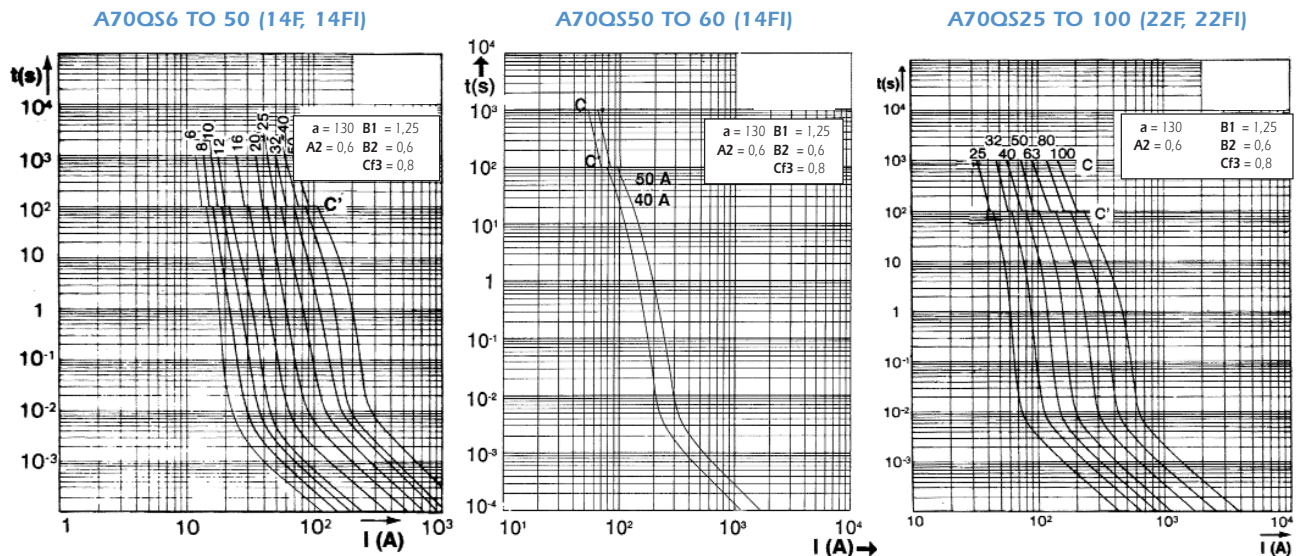 A70QS6 TO 50 (14F, 14FI)
t(s)
10⁴
10³
10²
10
1
10⁻¹
10⁻²
10⁻³
6
8
10
12
16
20
25
32
40
a = 130 B1 = 1,25
A2 = 0,6 B2 = 0,6
Cf3 = 0,8
C'
1 10 10² 10³
I (A)
A70QS50 TO 60 (14FI)
10⁴
t(s)
10³
10²
10¹
1
10⁻¹
10⁻²
10⁻³
10⁻⁴
C
C'
50 A
40 A
a = 130 B1 = 1,25
A2 = 0,6 B2 = 0,6
Cf3 = 0,8
10¹ 10² 10³ 10⁴
I (A)
A70QS25 TO 100 (22F, 22FI)
t(s)
10⁴
10³
10²
10
1
10⁻¹
10⁻²
10⁻³
32 50 80
25 40 63 100
C
C'
a = 130 B1 = 1,25
A2 = 0,6 B2 = 0,6
Cf3 = 0,8
10 10² 10³ 10⁴
I (A)